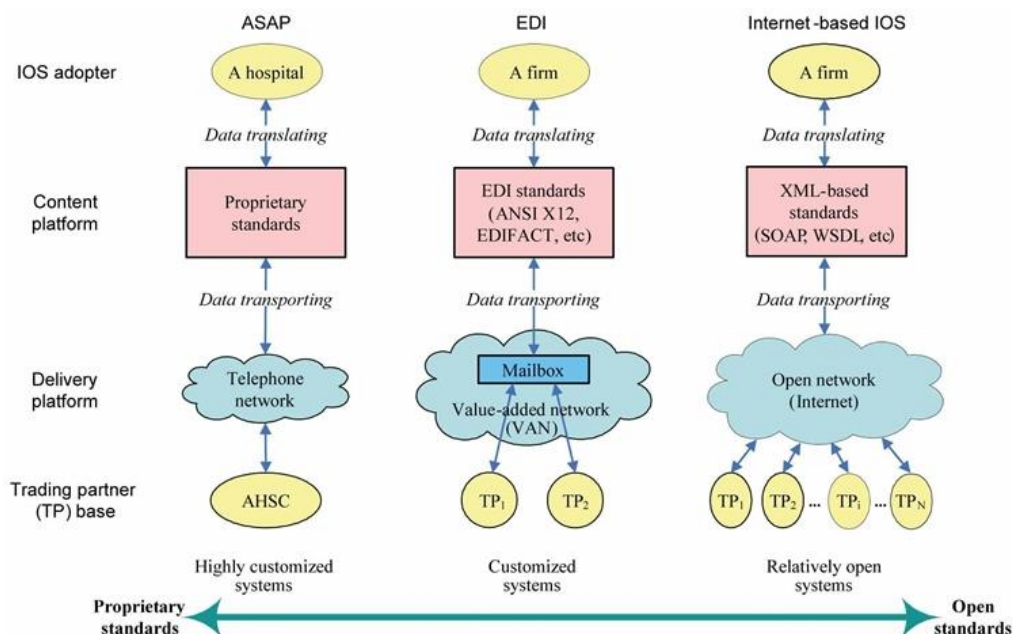 ASAP
EDI
Internet-based IOS
IOS adopter
A hospital
A firm
A firm
Data translating
Data translating
Data translating
Content
platform
Proprietary
standards
EDI standards
(ANSI X12,
EDIFACT, etc)
XML-based
standards
(SOAP, WSDL, etc)
Data transporting
Data transporting
Data transporting
Delivery
platform
Telephone
network
Mailbox
Value-added network
(VAN)
Open network
(Internet)
Trading partner
(TP) base
AHSC
TP1
TP2
TP1
TP2
...
TPi
...
TPN
Highly customized
systems
Customized
systems
Relatively open
systems
Proprietary
standards
Open
standards